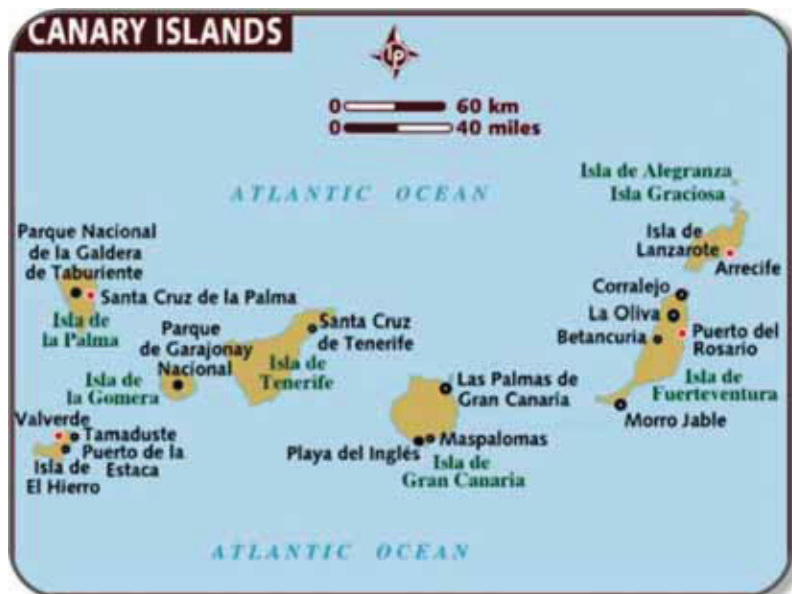 CANARY ISLANDS
lp
0 60 km
0 40 miles
ATLANTIC OCEAN
Isla de Alegranza
Isla Graciosa
Isla de
Lanzarote
Arrecife
Parque Nacional
de la Galdera
de Taburiente
Santa Cruz de la Palma
Isla de
la Palma
Parque
de Garajonay
Nacional
Isla de
la Gomera
Santa Cruz
de Tenerife
Isla de
Tenerife
Corralejo
La Oliva
Betancuria
Puerto del
Rosario
Isla de
Fuerteventura
Morro Jable
Las Palmas de
Gran Canaria
Playa del Inglés
Maspalomas
Isla de
Gran Canaria
Valverde
Tamaduste
Puerto de la
Estaca
Isla de
El Hierro
ATLANTIC OCEAN